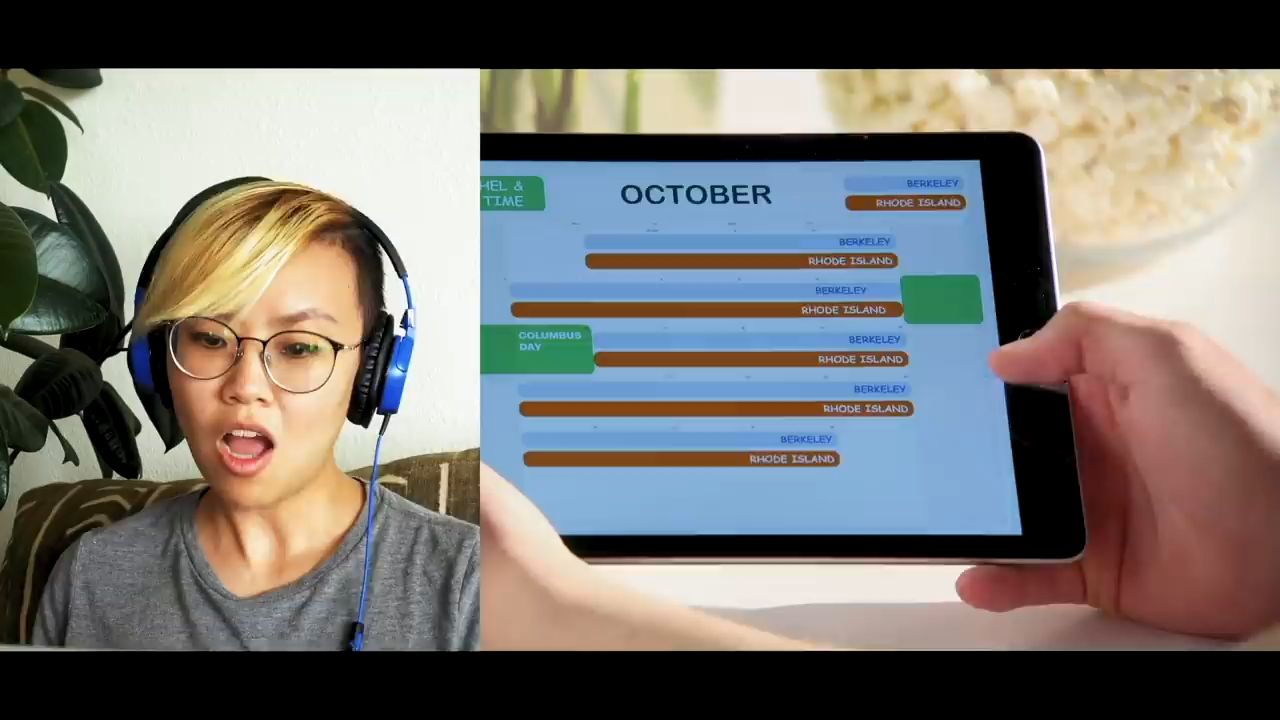 HEL &
TIME
OCTOBER
BERKELEY
RHODE ISLAND
BERKELEY
RHODE ISLAND
BERKELEY
RHODE ISLAND
COLUMBUS
DAY
BERKELEY
RHODE ISLAND
BERKELEY
RHODE ISLAND
BERKELEY
RHODE ISLAND